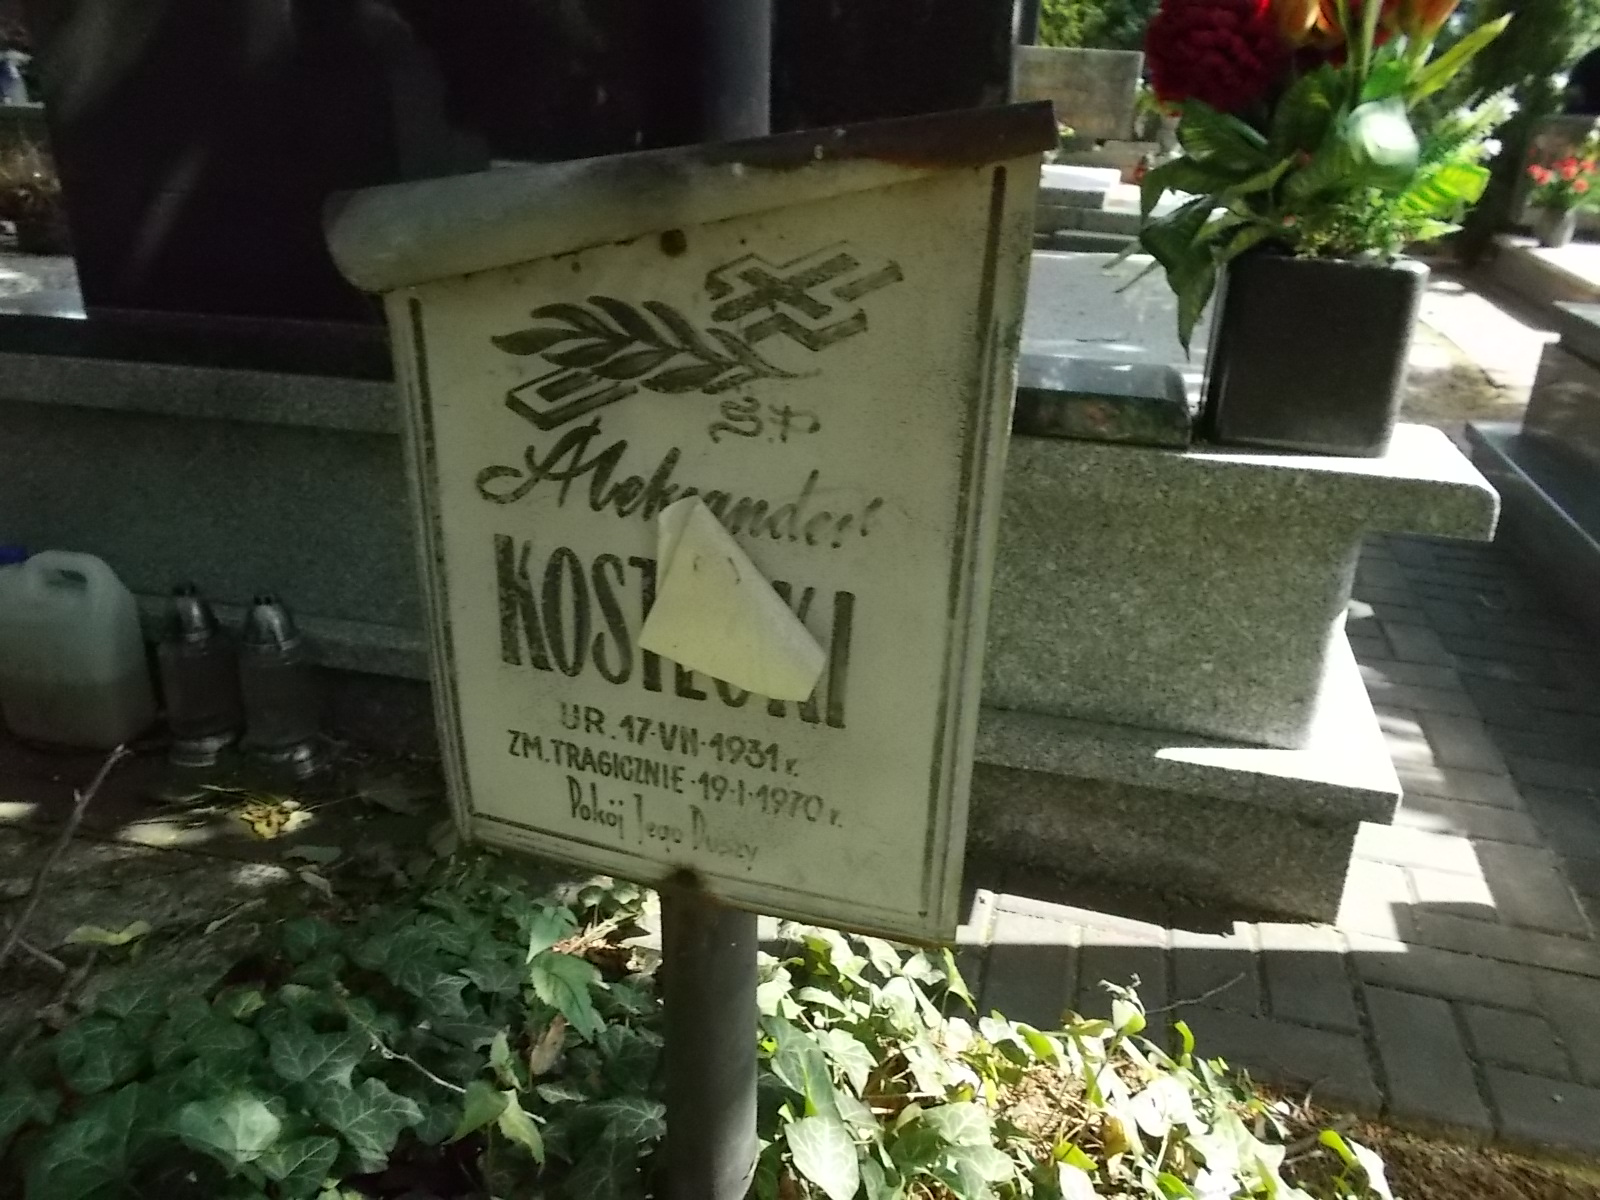 Ś.P.
Aleksander
UR. 17·VII·1931 r.
ZM. TRAGICZNIE·19·I·1970 r.
Pokój Jego Duszy